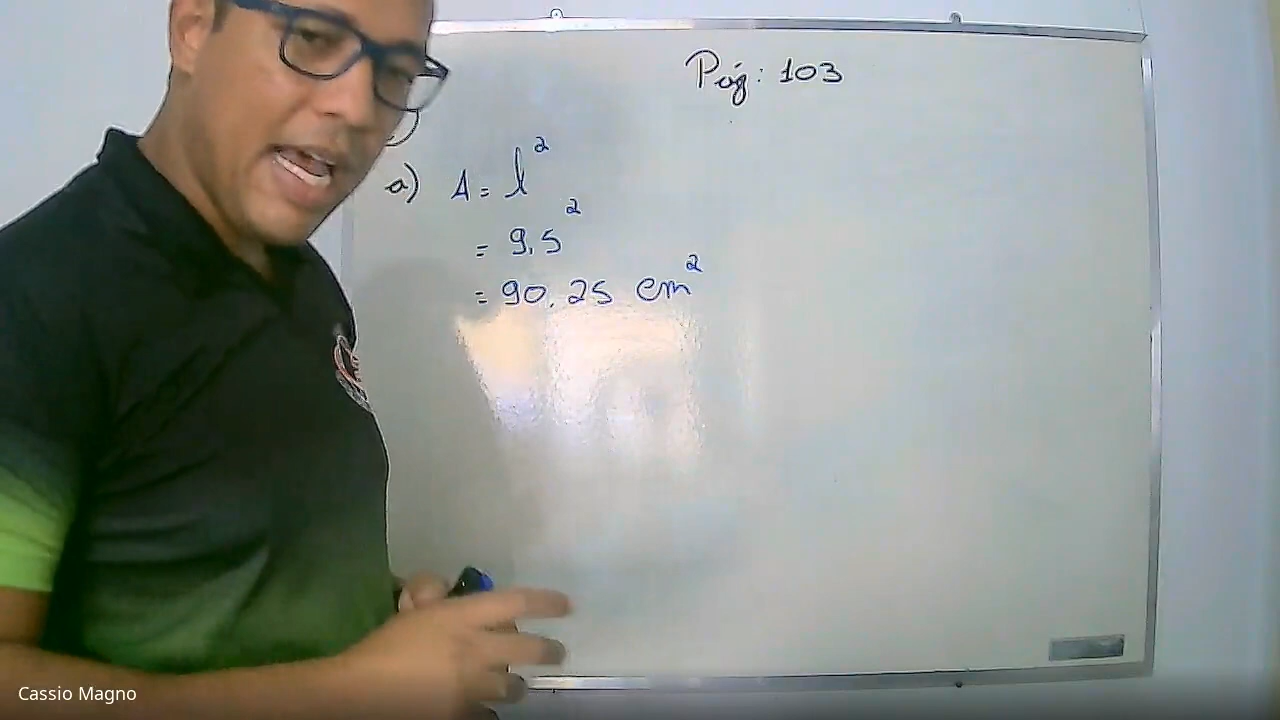 Pág: 103
a) A = l²
= 9,5²
= 90,25 cm²
Cassio Magno